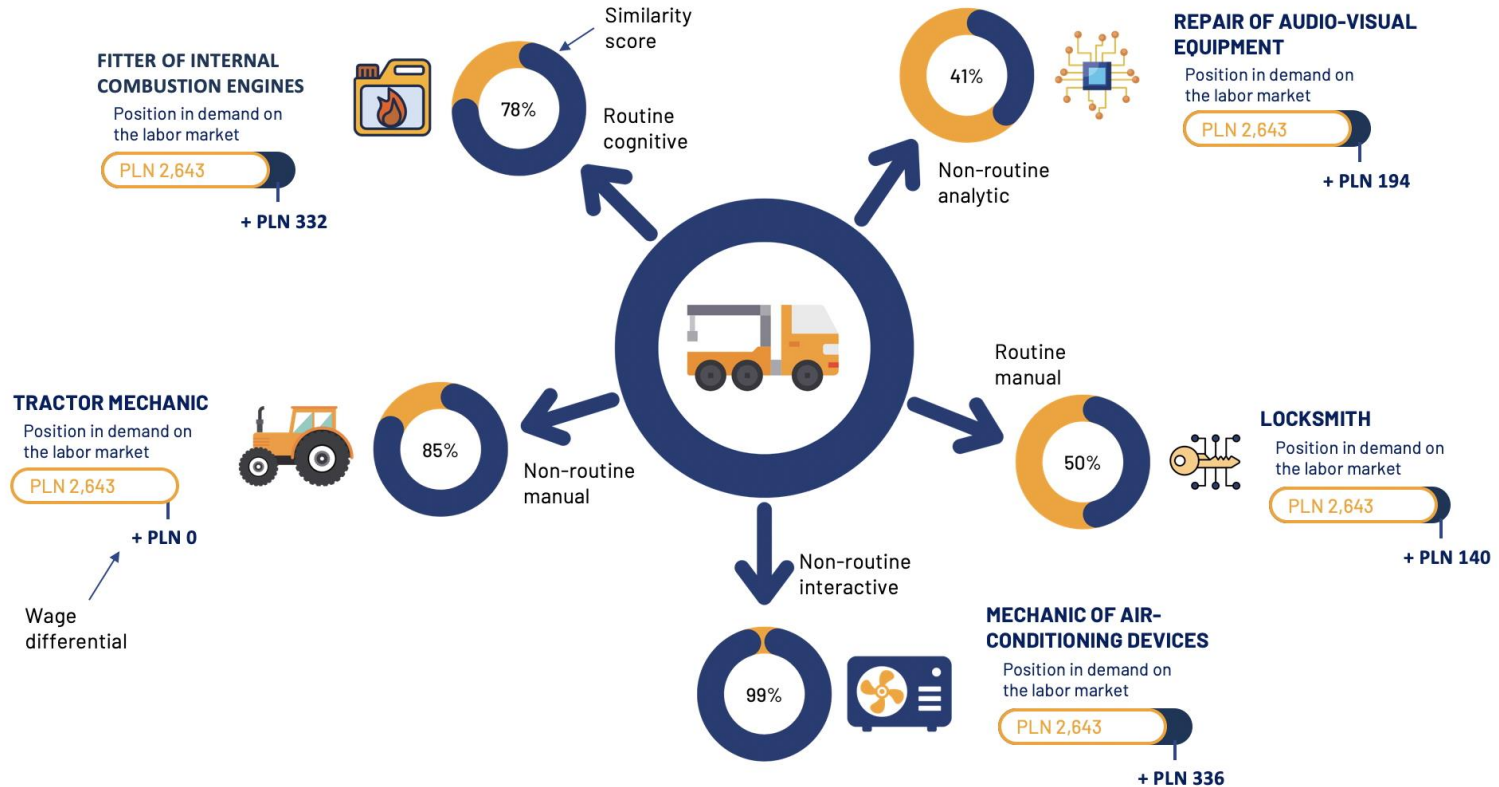 Similarity
score
FITTER OF INTERNAL
COMBUSTION ENGINES
Position in demand on
the labor market
PLN 2,643
+ PLN 332
78%
Routine
cognitive
41%
Non-routine
analytic
REPAIR OF AUDIO-VISUAL
EQUIPMENT
Position in demand on
the labor market
PLN 2,643
+ PLN 194
TRACTOR MECHANIC
Position in demand on
the labor market
PLN 2,643
+ PLN 0
Wage
differential
85%
Non-routine
manual
Routine
manual
50%
LOCKSMITH
Position in demand on
the labor market
PLN 2,643
+ PLN 140
Non-routine
interactive
99%
MECHANIC OF AIR-
CONDITIONING DEVICES
Position in demand on
the labor market
PLN 2,643
+ PLN 336